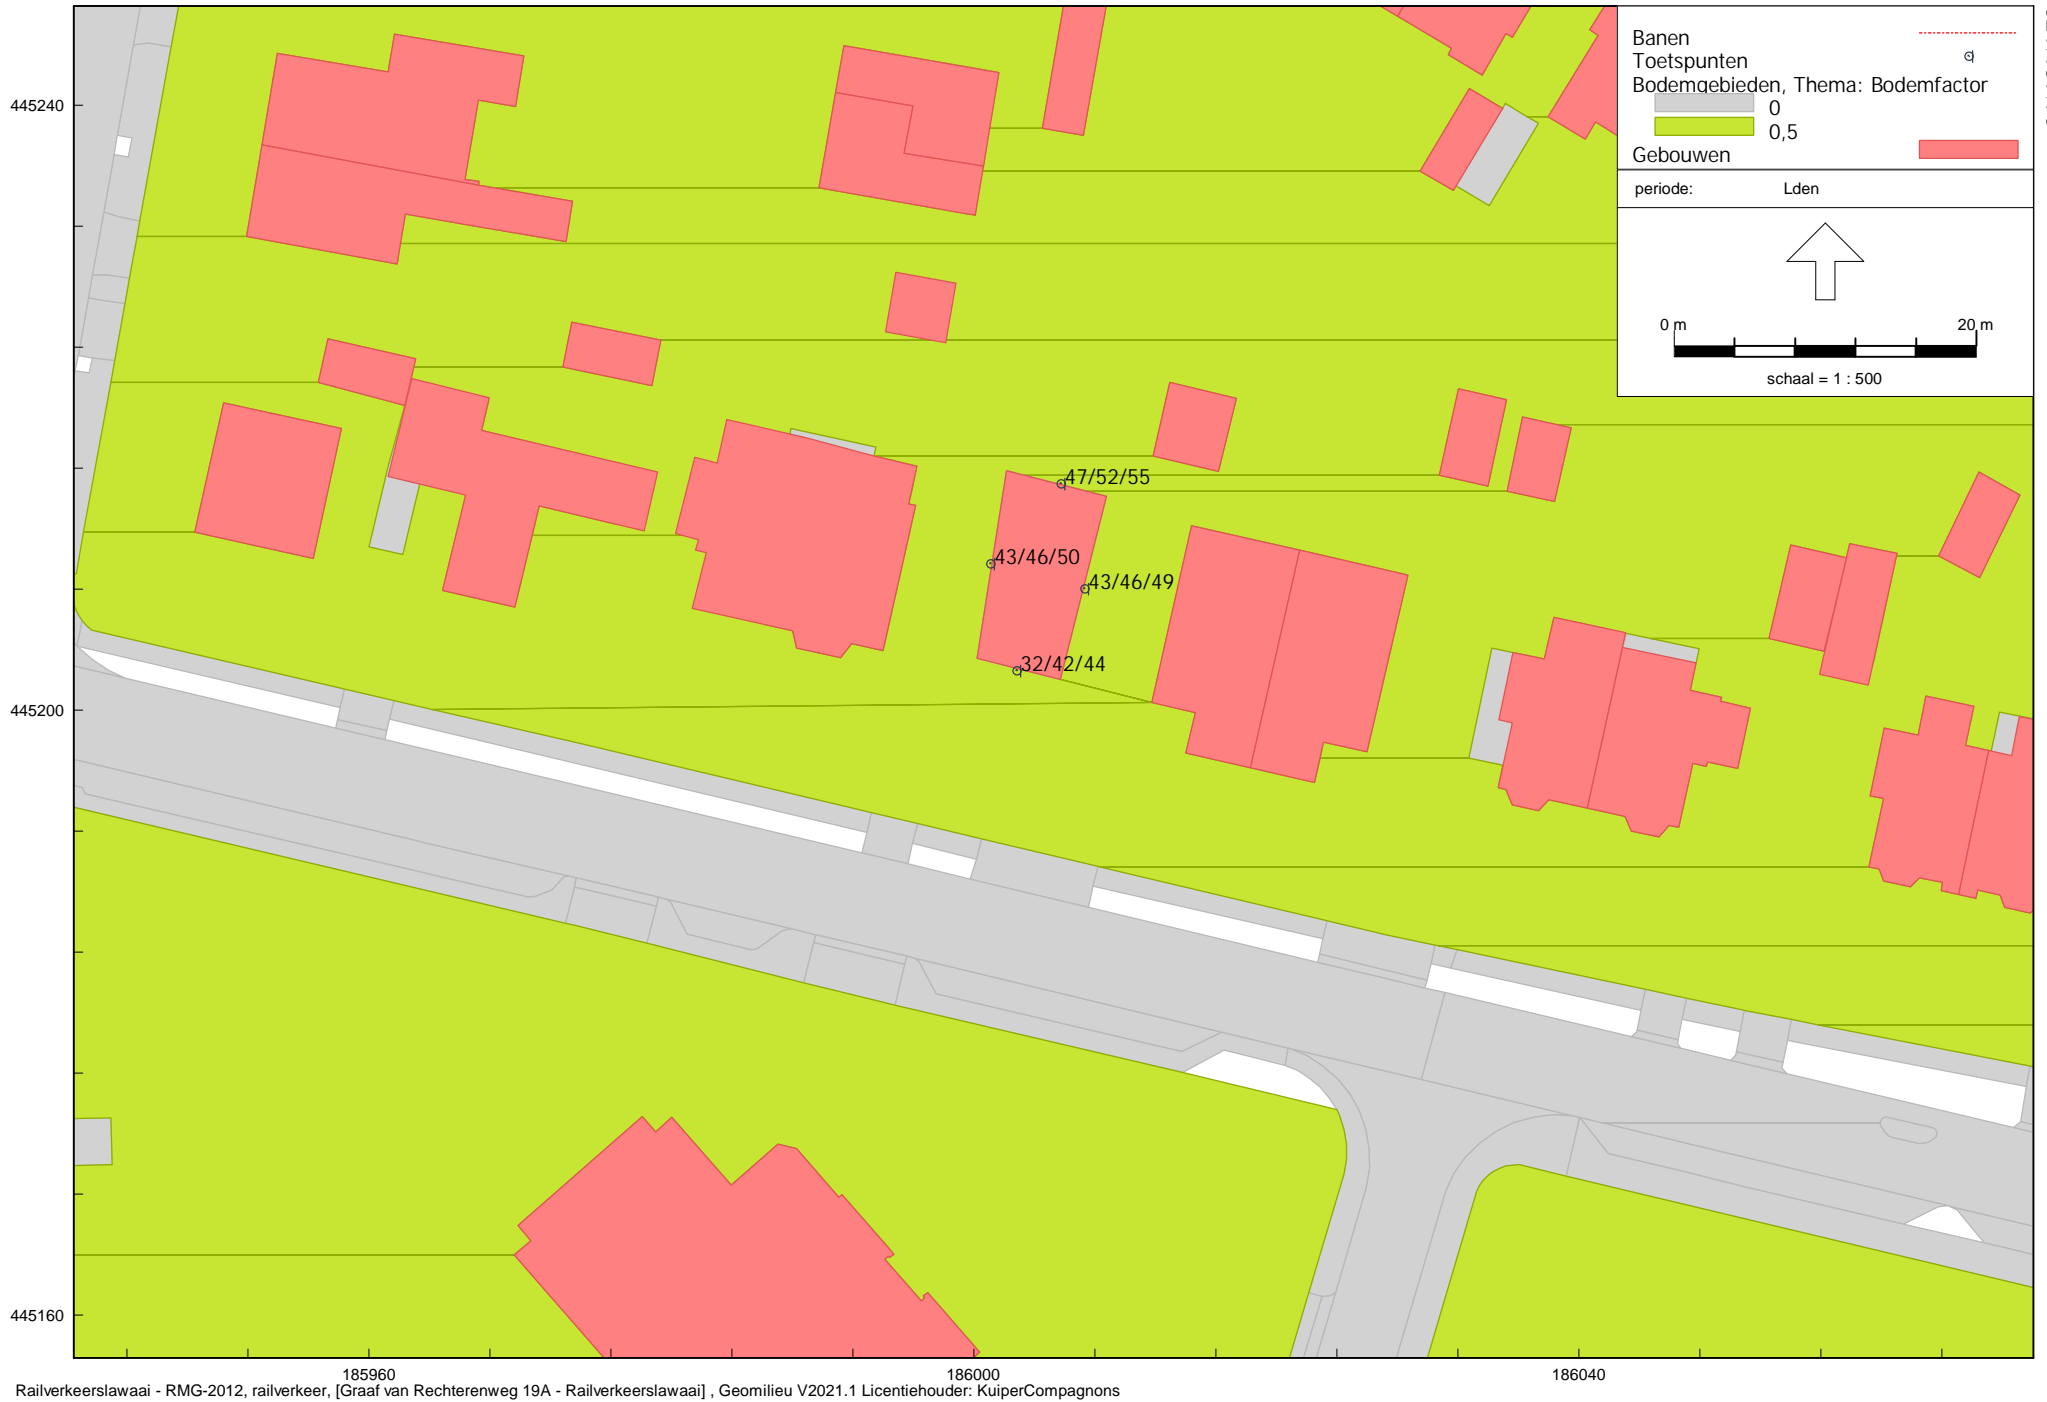 Banen
Toetspunten
Bodemgebieden, Thema: Bodemfactor
0
0,5
Gebouwen
periode: Lden
0 m 20 m
schaal = 1 : 500
445240
47/52/55
43/46/50
43/46/49
32/42/44
445200
445160
185960 186000 186040
Railverkeerslawaai - RMG-2012, railverkeer, [Graaf van Rechterenweg 19A - Railverkeerslawaai] , Geomilieu V2021.1 Licentiehouder: KuiperCompagnons